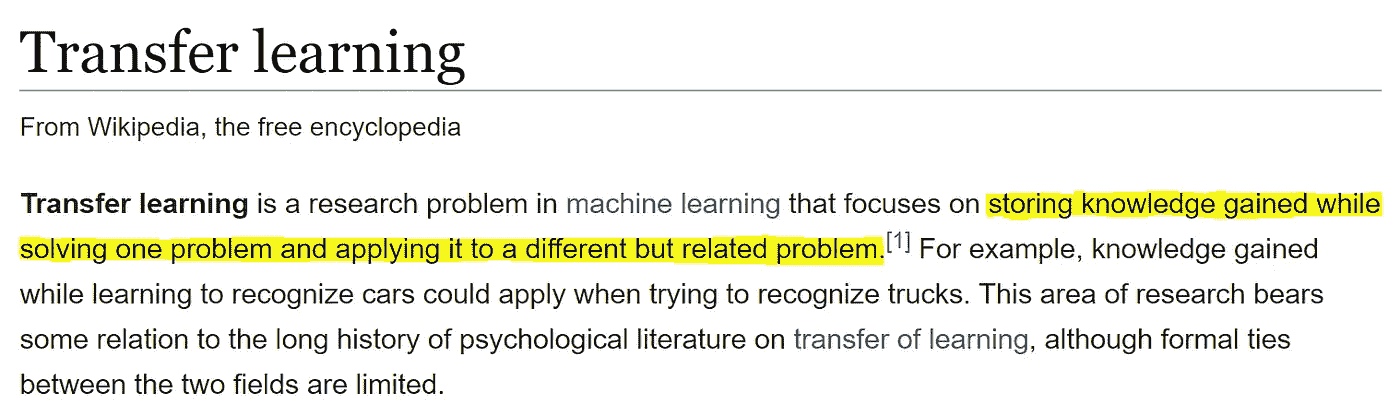 Transfer learning
From Wikipedia, the free encyclopedia
Transfer learning is a research problem in machine learning that focuses on storing knowledge gained while
solving one problem and applying it to a different but related problem.[1] For example, knowledge gained
while learning to recognize cars could apply when trying to recognize trucks. This area of research bears
some relation to the long history of psychological literature on transfer of learning, although formal ties
between the two fields are limited.